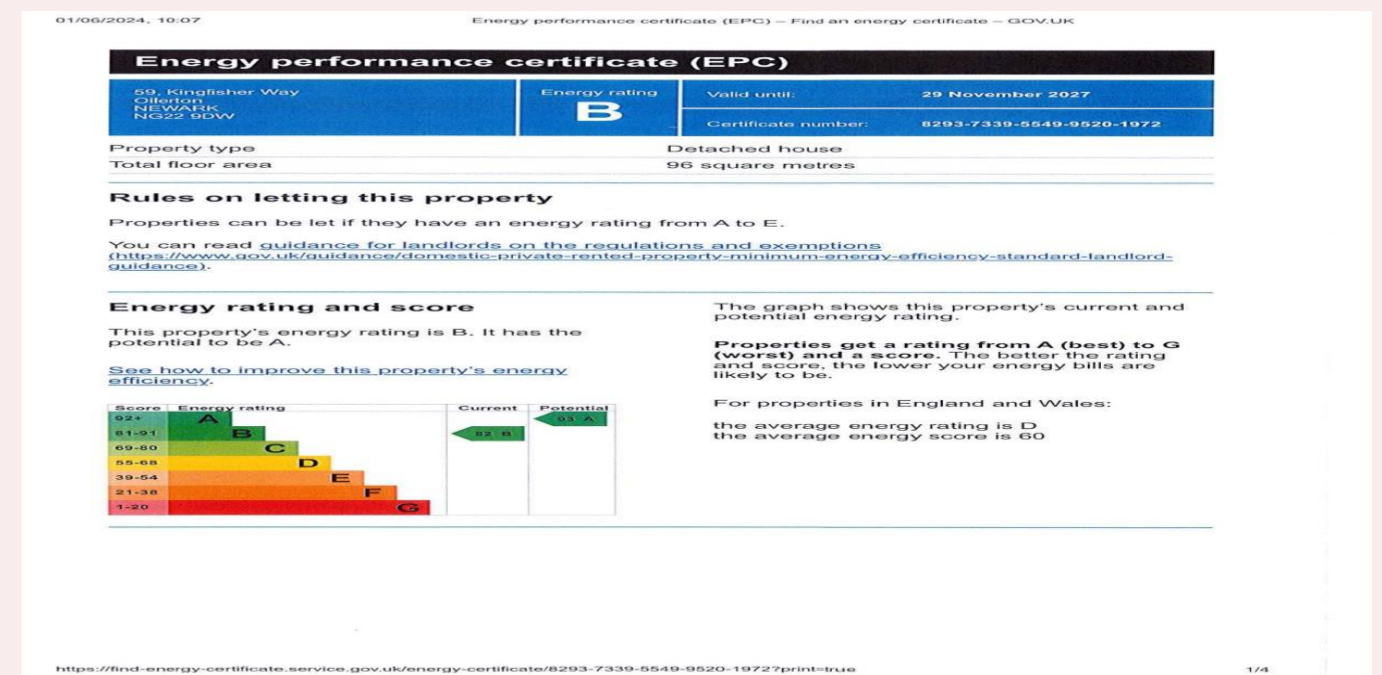 01/06/2024, 10:07
Energy performance certificate (EPC) – Find an energy certificate – GOV.UK
Energy performance certificate (EPC)
59, Kingfisher Way
Ollerton
NEWARK
NG22 9DW
Energy rating
B
Valid until:
29 November 2027
Certificate number:
8293-7339-5549-9520-1972
Property type
Detached house
Total floor area
96 square metres
Rules on letting this property
Properties can be let if they have an energy rating from A to E.
You can read guidance for landlords on the regulations and exemptions
(https://www.gov.uk/guidance/domestic-private-rented-property-minimum-energy-efficiency-standard-landlord-
guidance).
Energy rating and score
This property's energy rating is B. It has the
potential to be A.
See how to improve this property's energy
efficiency.
Score Energy rating Current Potential
92+ A 93 A
81-91 B 82 B
69-80 C
55-68 D
39-54 E
21-38 F
1-20 G
The graph shows this property's current and
potential energy rating.
Properties get a rating from A (best) to G
(worst) and a score. The better the rating
and score, the lower your energy bills are
likely to be.
For properties in England and Wales:
the average energy rating is D
the average energy score is 60
https://find-energy-certificate.service.gov.uk/energy-certificate/8293-7339-5549-9520-1972?print=true
1/4